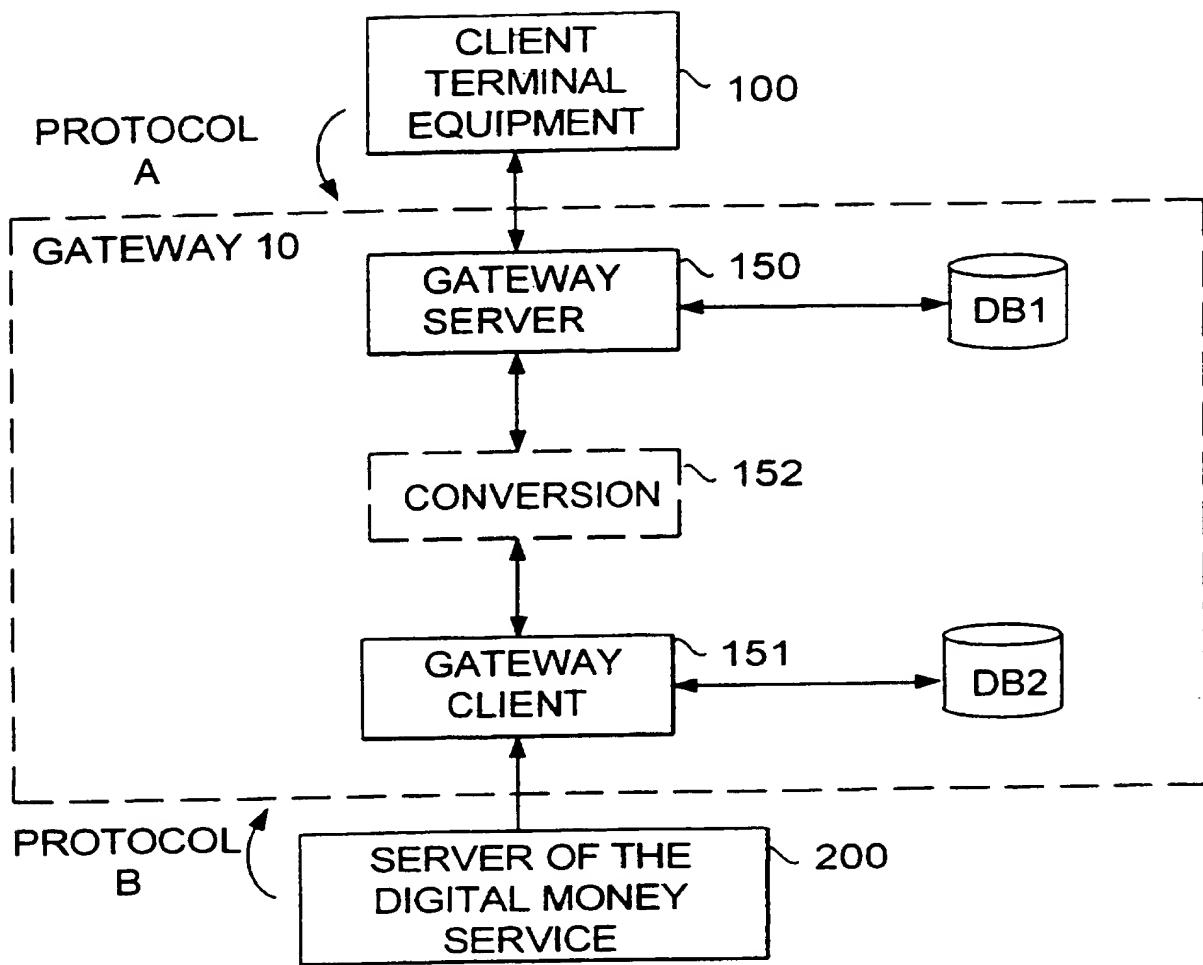 CLIENT
TERMINAL
EQUIPMENT
100
PROTOCOL
A
GATEWAY 10
GATEWAY
SERVER
150
DB1
CONVERSION
152
GATEWAY
CLIENT
151
DB2
PROTOCOL
B
SERVER OF THE
DIGITAL MONEY
SERVICE
200